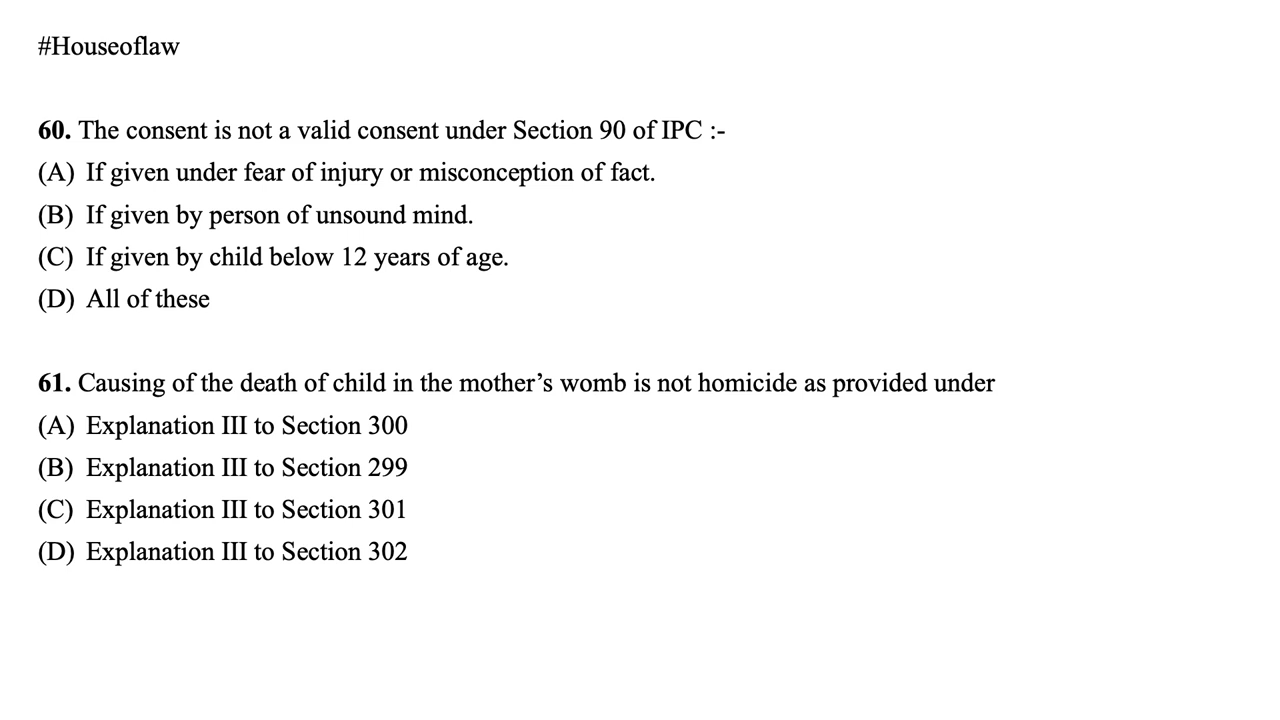 #Houseoflaw
60. The consent is not a valid consent under Section 90 of IPC :-
(A) If given under fear of injury or misconception of fact.
(B) If given by person of unsound mind.
(C) If given by child below 12 years of age.
(D) All of these
61. Causing of the death of child in the mother’s womb is not homicide as provided under
(A) Explanation III to Section 300
(B) Explanation III to Section 299
(C) Explanation III to Section 301
(D) Explanation III to Section 302